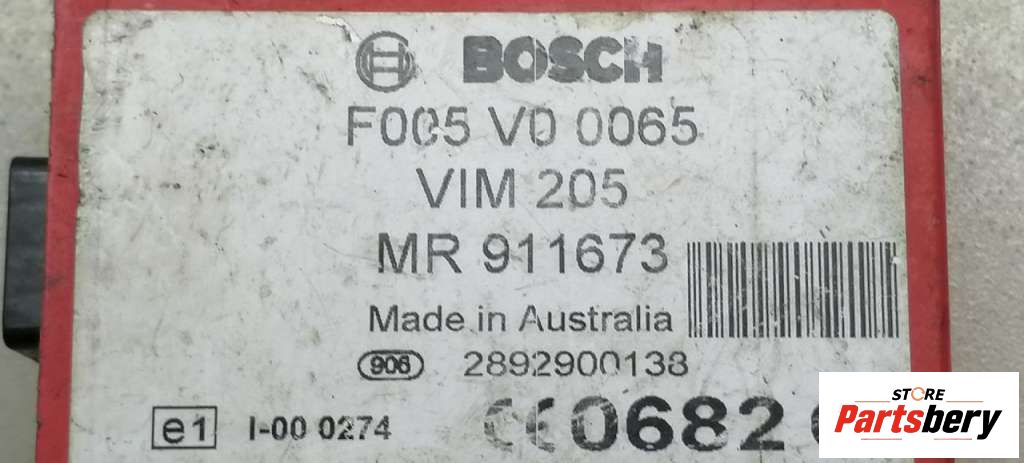 BOSCH
F005 V0 0065
VIM 205
MR 911673
Made in Australia
906 2892900138
e1 I-00 0274 CE 0682
STORE
Partsbery